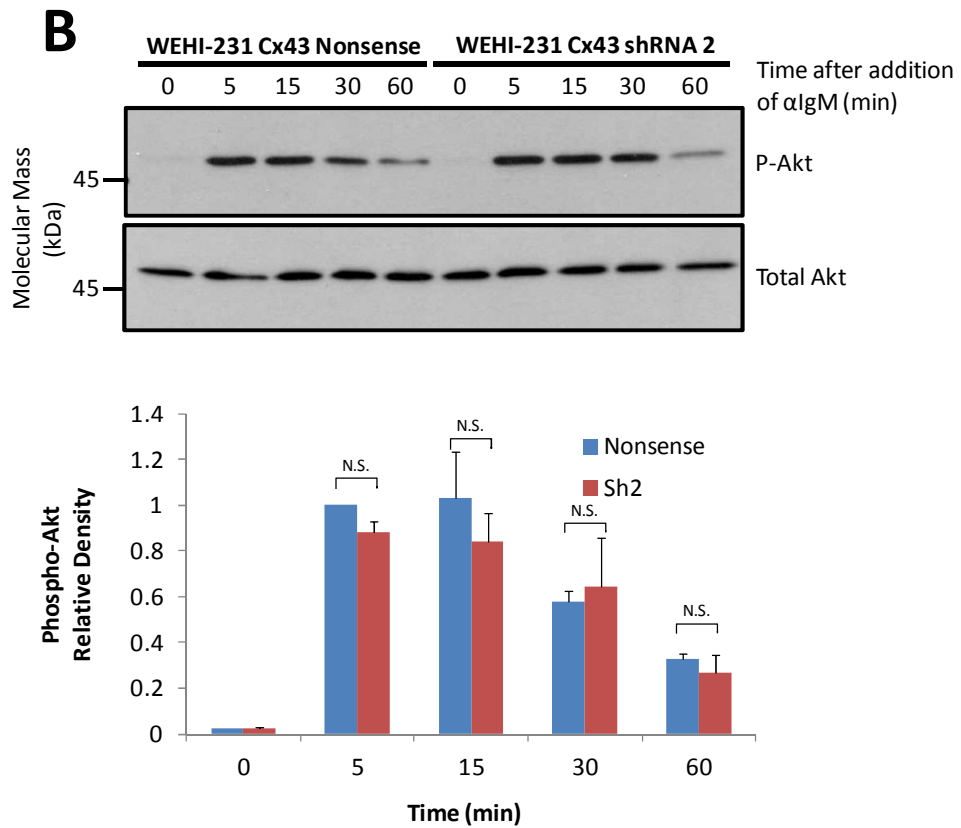 B
WEHI-231 Cx43 Nonsense WEHI-231 Cx43 shRNA 2
0 5 15 30 60 0 5 15 30 60
Time after addition
of αIgM (min)
Molecular Mass
(kDa)
45
P-Akt
45
Total Akt
Phospho-Akt
Relative Density
1.4
1.2
1
0.8
0.6
0.4
0.2
0
N.S.
N.S.
N.S.
N.S.
Nonsense
Sh2
0 5 15 30 60
Time (min)